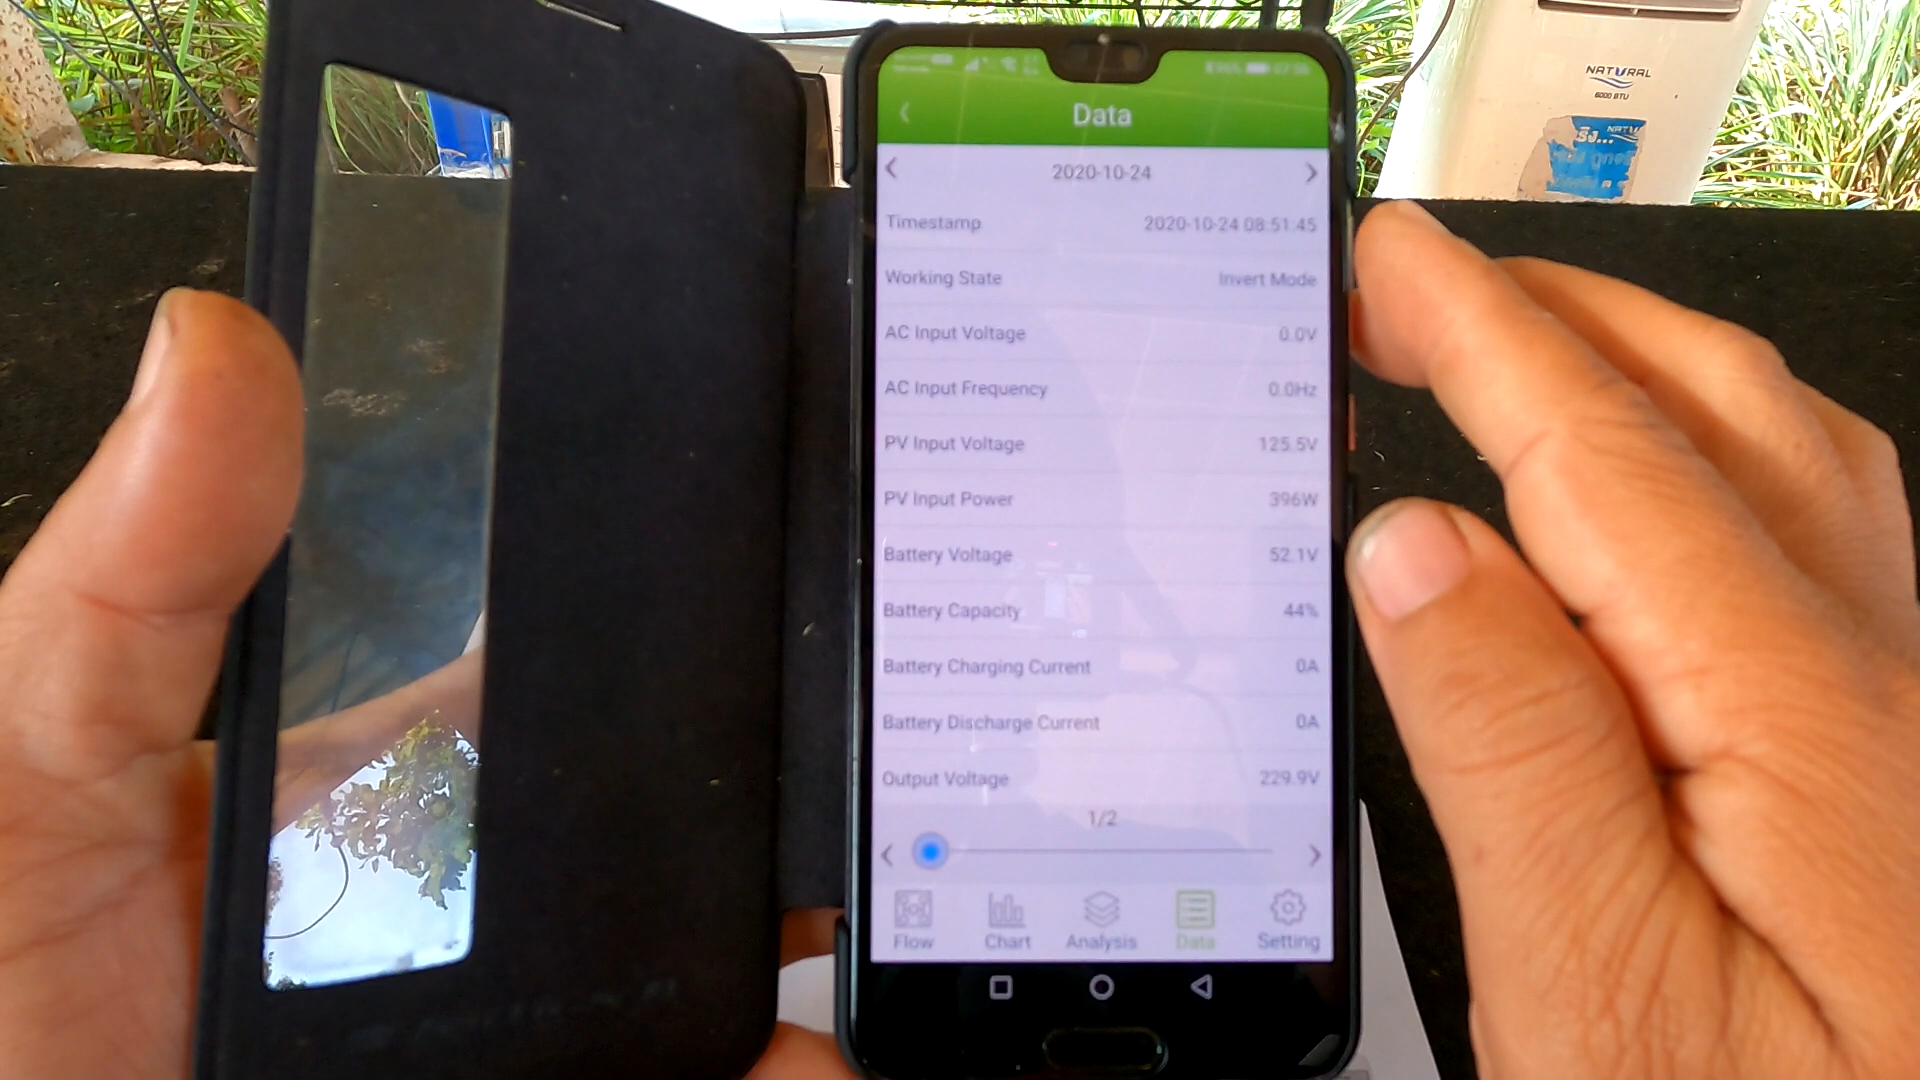 Data
2020-10-24
Timestamp 2020-10-24 08:51:45
Working State Invert Mode
AC Input Voltage 0.0V
AC Input Frequency 0.0Hz
PV Input Voltage 125.5V
PV Input Power 396W
Battery Voltage 52.1V
Battery Capacity 44%
Battery Charging Current 0A
Battery Discharge Current 0A
Output Voltage 229.9V
1/2
Flow Chart Analysis Data Setting
NATURAL
6000 BTU